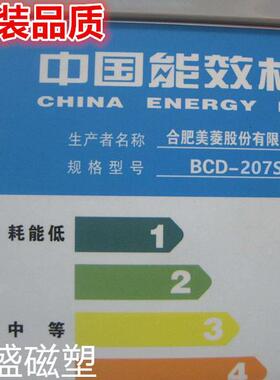 装品质
中国能效标
CHINA ENERGY
生产者名称 合肥美菱股份有限
规格型号 BCD-207S
耗能低 1
2
中等 3
4
盛磁塑